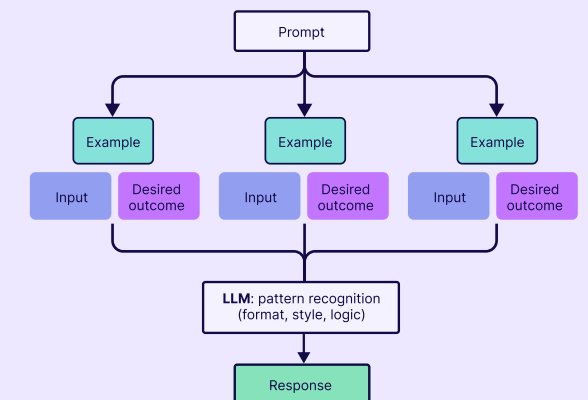 Prompt
Example
Example
Example
Input
Desired
outcome
Input
Desired
outcome
Input
Desired
outcome
LLM: pattern recognition
(format, style, logic)
Response